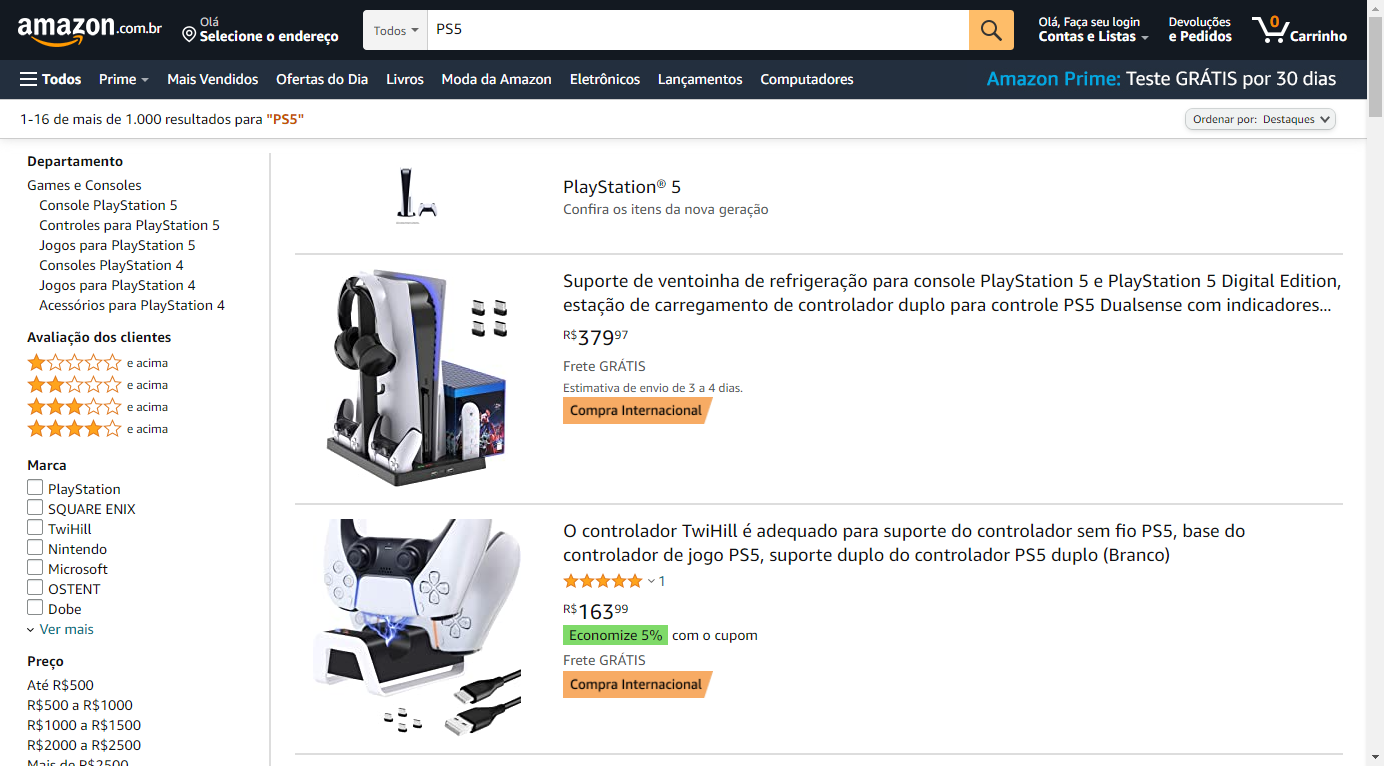 amazon.com.br
Olá
Selecione o endereço
Todos
PS5
Olá, Faça seu login
Contas e Listas
Devoluções
e Pedidos
0
Carrinho
Todos
Prime
Mais Vendidos
Ofertas do Dia
Livros
Moda da Amazon
Eletrônicos
Lançamentos
Computadores
Amazon Prime: Teste GRÁTIS por 30 dias
1-16 de mais de 1.000 resultados para "PS5"
Ordenar por: Destaques
Departamento
Games e Consoles
Console PlayStation 5
Controles para PlayStation 5
Jogos para PlayStation 5
Consoles PlayStation 4
Jogos para PlayStation 4
Acessórios para PlayStation 4
Avaliação dos clientes
e acima
e acima
e acima
e acima
Marca
PlayStation
SQUARE ENIX
TwiHill
Nintendo
Microsoft
OSTENT
Dobe
Ver mais
Preço
Até R$500
R$500 a R$1000
R$1000 a R$1500
R$2000 a R$2500
Mais de R$2500
PlayStation® 5
Confira os itens da nova geração
Suporte de ventoinha de refrigeração para console PlayStation 5 e PlayStation 5 Digital Edition,
estação de carregamento de controlador duplo para controle PS5 Dualsense com indicadores...
R$37997
Frete GRÁTIS
Estimativa de envio de 3 a 4 dias.
Compra Internacional
O controlador TwiHill é adequado para suporte do controlador sem fio PS5, base do
controlador de jogo PS5, suporte duplo do controlador PS5 duplo (Branco)
1
R$16399
Economize 5% com o cupom
Frete GRÁTIS
Compra Internacional